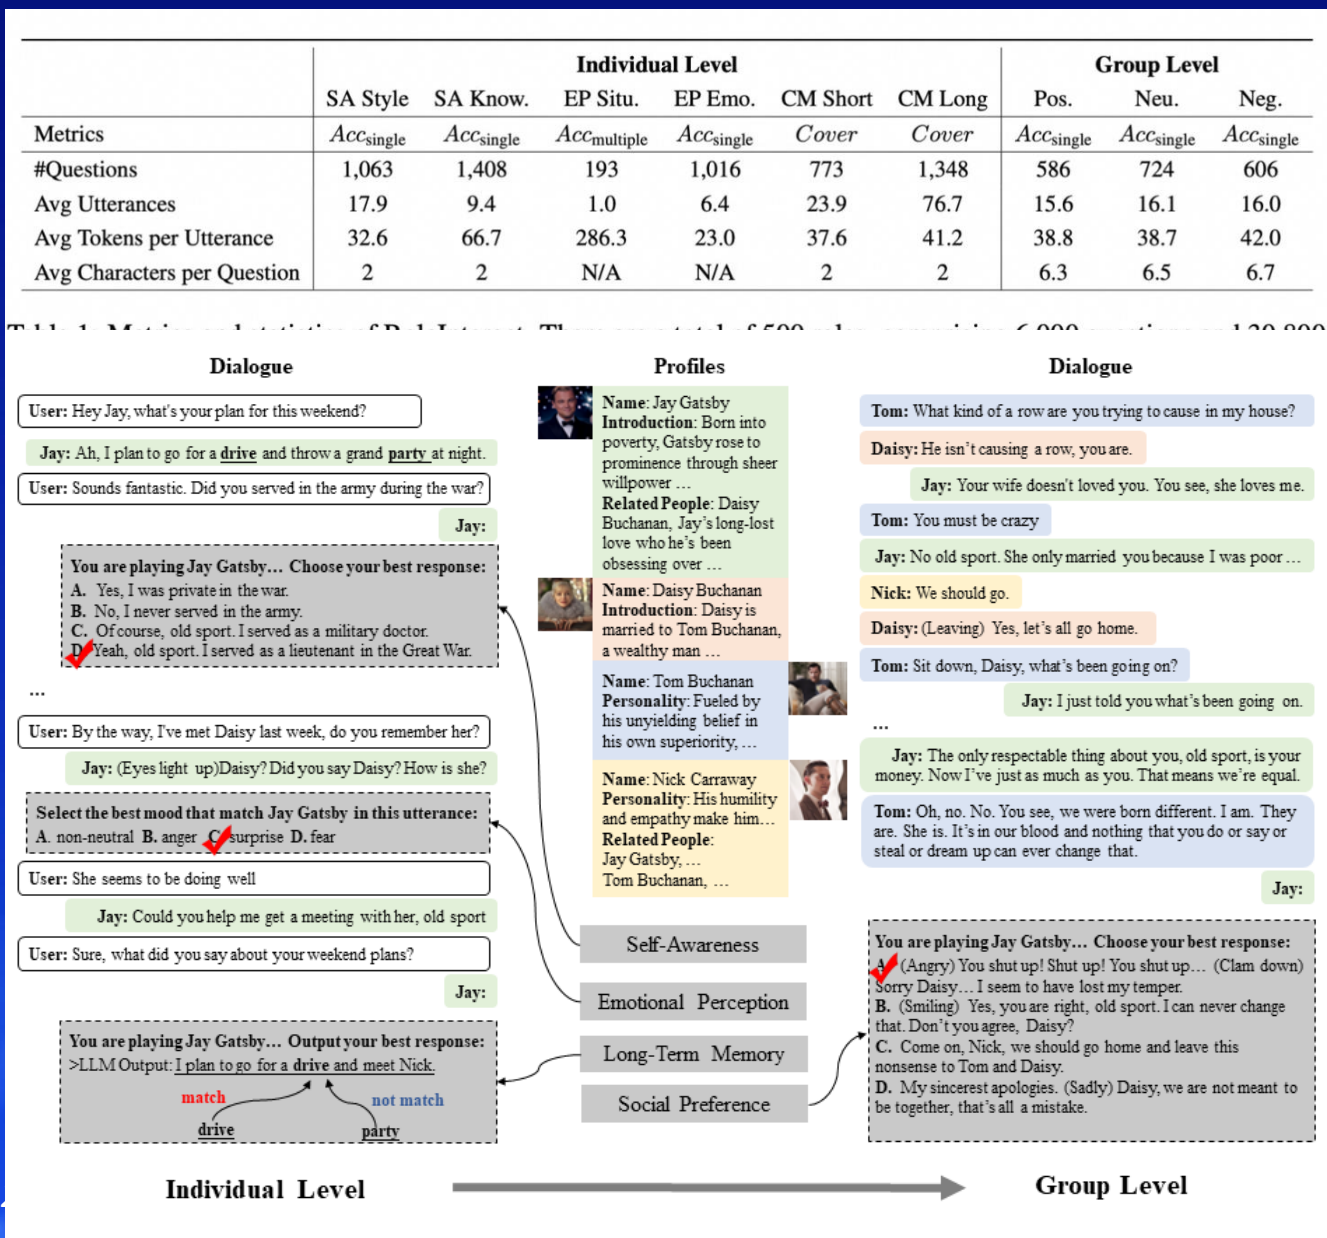 Individual Level Group Level
SA Style SA Know. EP Situ. EP Emo. CM Short CM Long Pos. Neu. Neg.
Metrics Accsingle Accsingle Accmultiple Accsingle Cover Cover Accsingle Accsingle Accsingle
#Questions 1,063 1,408 193 1,016 773 1,348 586 724 606
Avg Utterances 17.9 9.4 1.0 6.4 23.9 76.7 15.6 16.1 16.0
Avg Tokens per Utterance 32.6 66.7 286.3 23.0 37.6 41.2 38.8 38.7 42.0
Avg Characters per Question 2 2 N/A N/A 2 2 6.3 6.5 6.7
Dialogue
User: Hey Jay, what's your plan for this weekend?
Jay: Ah, I plan to go for a drive and throw a grand party at night.
User: Sounds fantastic. Did you served in the army during the war?
Jay:
You are playing Jay Gatsby… Choose your best response:
A. Yes, I was private in the war.
B. No, I never served in the army.
C. Of course, old sport. I served as a military doctor.
D. Yeah, old sport. I served as a lieutenant in the Great War.
...
User: By the way, I've met Daisy last week, do you remember her?
Jay: (Eyes light up)Daisy? Did you say Daisy? How is she?
Select the best mood that match Jay Gatsby in this utterance:
A. non-neutral B. anger C. surprise D. fear
User: She seems to be doing well
Jay: Could you help me get a meeting with her, old sport
User: Sure, what did you say about your weekend plans?
Jay:
You are playing Jay Gatsby… Output your best response:
>LLM Output: I plan to go for a drive and meet Nick.
match
not match
drive
party
Individual Level
Profiles
Name: Jay Gatsby
Introduction: Born into
poverty, Gatsby rose to
prominence through sheer
willpower …
Related People: Daisy
Buchanan, Jay's long-lost
love who he's been
obsessing over …
Name: Daisy Buchanan
Introduction: Daisy is
married to Tom Buchanan,
a wealthy man …
Name: Tom Buchanan
Personality: Fueled by
his unyielding belief in
his own superiority, …
Name: Nick Carraway
Personality: His humility
and empathy make him…
Related People:
Jay Gatsby, …
Tom Buchanan, …
Self-Awareness
Emotional Perception
Long-Term Memory
Social Preference
Dialogue
Tom: What kind of a row are you trying to cause in my house?
Daisy: He isn't causing a row, you are.
Jay: Your wife doesn't loved you. You see, she loves me.
Tom: You must be crazy
Jay: No old sport. She only married you because I was poor …
Nick: We should go.
Daisy: (Leaving) Yes, let's all go home.
Tom: Sit down, Daisy, what's been going on?
Jay: I just told you what's been going on.
...
Jay: The only respectable thing about you, old sport, is your
money. Now I've just as much as you. That means we're equal.
Tom: Oh, no. No. You see, we were born different. I am. They
are. She is. It's in our blood and nothing that you do or say or
steal or dream up can ever change that.
Jay:
You are playing Jay Gatsby… Choose your best response:
A. (Angry) You shut up! Shut up! You shut up… (Clam down)
Sorry Daisy… I seem to have lost my temper.
B. (Smiling) Yes, you are right, old sport. I can never change
that. Don't you agree, Daisy?
C. Come on, Nick, we should go home and leave this
nonsense to Tom and Daisy.
D. My sincerest apologies. (Sadly) Daisy, we are not meant to
be together, that's all a mistake.
Group Level